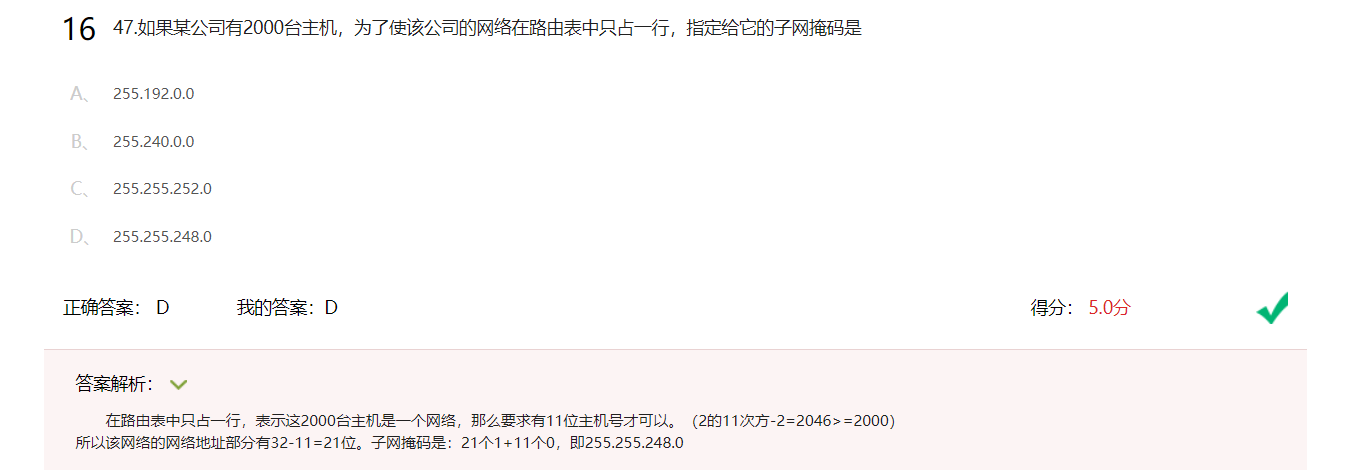 16 47.如果某公司有2000台主机，为了使该公司的网络在路由表中只占一行，指定给它的子网掩码是
A、 255.192.0.0
B、 255.240.0.0
C、 255.255.252.0
D、 255.255.248.0
正确答案： D 我的答案：D 得分： 5.0分
答案解析：
在路由表中只占一行，表示这2000台主机是一个网络，那么要求有11位主机号才可以。（2的11次方-2=2046>=2000）
所以该网络的网络地址部分有32-11=21位。子网掩码是：21个1+11个0，即255.255.248.0